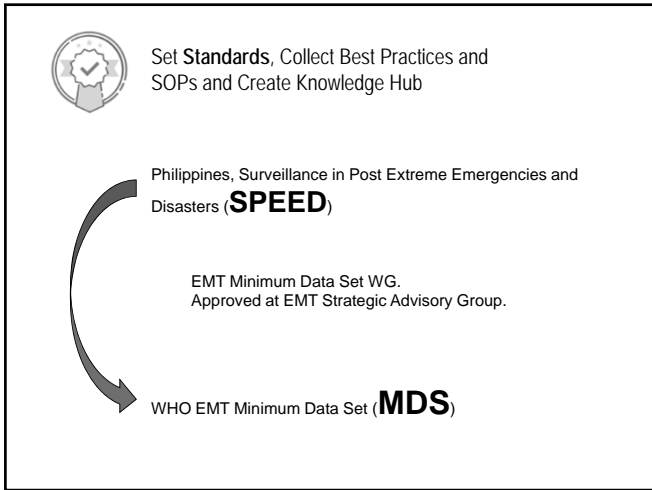 Set Standards, Collect Best Practices and
SOPs and Create Knowledge Hub
Philippines, Surveillance in Post Extreme Emergencies and
Disasters (SPEED)
EMT Minimum Data Set WG.
Approved at EMT Strategic Advisory Group.
WHO EMT Minimum Data Set (MDS)